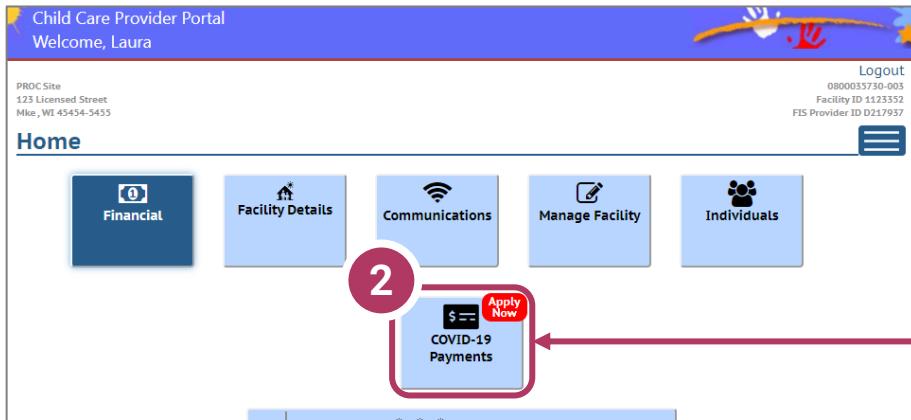 Child Care Provider Portal
Welcome, Laura
Logout
PROC Site
123 Licensed Street
Mke , WI 45454-5455
0800035730-003
Facility ID 1123352
FIS Provider ID D217937
Home
Financial
Facility Details
Communications
Manage Facility
Individuals
2
Apply
Now
COVID-19
Payments